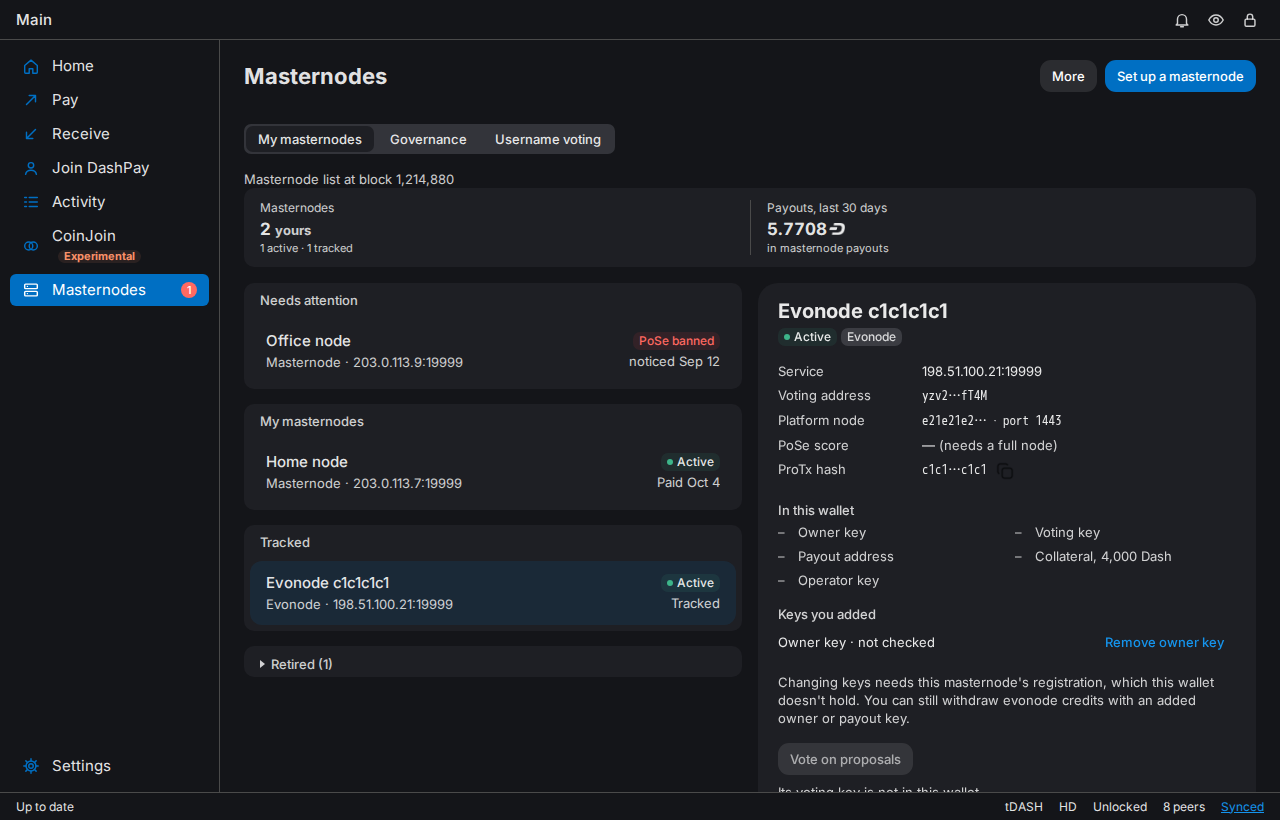 Main
Home
Pay
Receive
Join DashPay
Activity
CoinJoin
Experimental
Masternodes 1
Settings
Masternodes
More
Set up a masternode
My masternodes
Governance
Username voting
Masternode list at block 1,214,880
Masternodes
2 yours
1 active · 1 tracked
Payouts, last 30 days
5.7708
in masternode payouts
Needs attention
Office node
PoSe banned
Masternode · 203.0.113.9:19999
noticed Sep 12
My masternodes
Home node
Active
Masternode · 203.0.113.7:19999
Paid Oct 4
Tracked
Evonode c1c1c1c1
Active
Evonode · 198.51.100.21:19999
Tracked
Retired (1)
Evonode c1c1c1c1
Active
Evonode
Service 198.51.100.21:19999
Voting address yzv2⋯fT4M
Platform node e21e21e2⋯ · port 1443
PoSe score — (needs a full node)
ProTx hash c1c1⋯c1c1
In this wallet
– Owner key
– Voting key
– Payout address
– Collateral, 4,000 Dash
– Operator key
Keys you added
Owner key · not checked
Remove owner key
Changing keys needs this masternode's registration, which this wallet
doesn't hold. You can still withdraw evonode credits with an added
owner or payout key.
Vote on proposals
Its voting key is not in this wallet
Up to date
tDASH
HD
Unlocked
8 peers
Synced